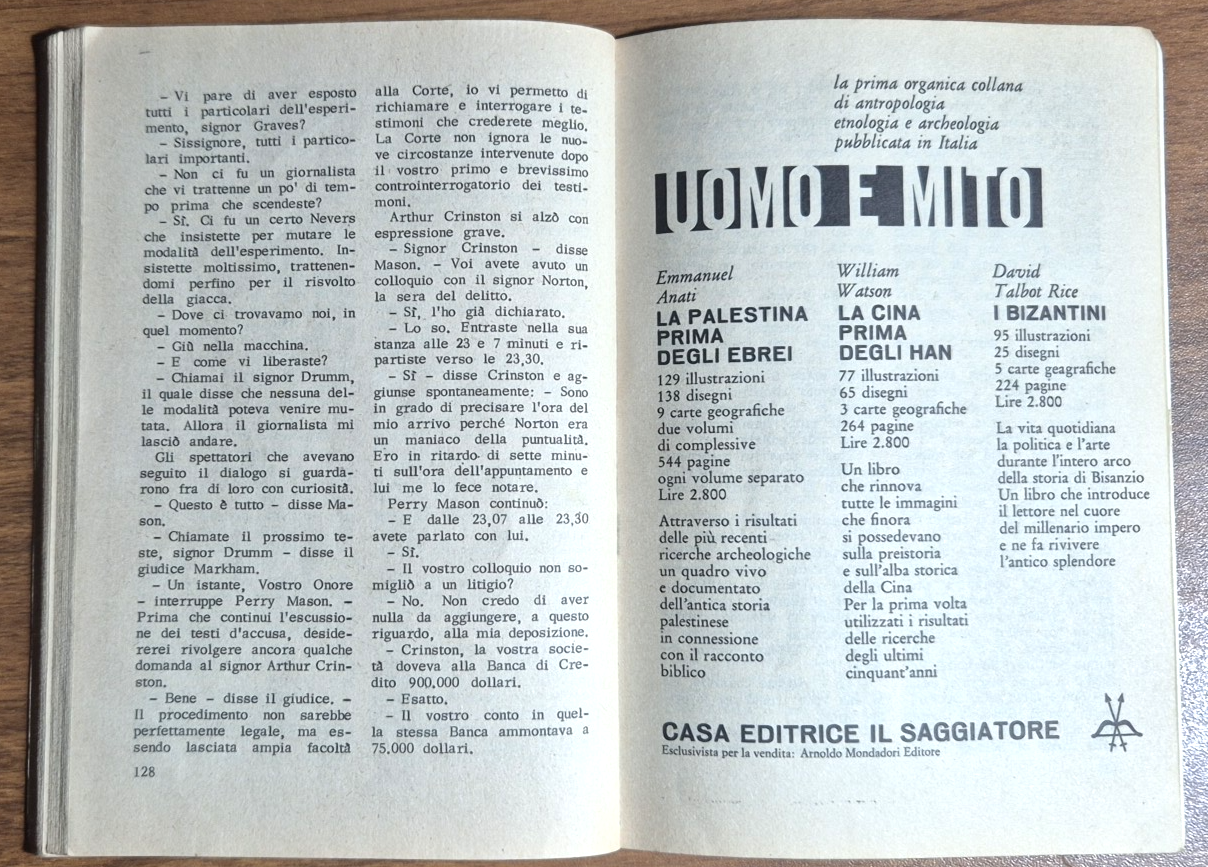 – Vi pare di aver esposto
tutti i particolari dell'esperi-
mento, signor Graves?
– Sissignore, tutti i partico-
lari importanti.
– Non ci fu un giornalista
che vi trattenne un po' di tem-
po prima che scendeste?
– Sî. Ci fu un certo Nevers
che insistette per mutare le
modalità dell'esperimento. In-
sistette moltissimo, trattenen-
domi perfino per il risvolto
della giacca.
– Dove ci trovavamo noi, in
quel momento?
– Giû nella macchina.
– E come vi liberaste?
– Chiamai il signor Drumm,
il quale disse che nessuna del-
le modalità poteva venire mu-
tata. Allora il giornalista mi
lasciò andare.
Gli spettatori che avevano
seguito il dialogo si guarda-
rono fra di loro con curiosità.
– Questo è tutto – disse Ma-
son.
– Chiamate il prossimo te-
ste, signor Drumm – disse il
giudice Markham.
– Un istante, Vostro Onore
– interruppe Perry Mason. –
Prima che continui l'escussio-
ne dei testi d'accusa, deside-
rerei rivolgere ancora qualche
domanda al signor Arthur Crin-
ston.
– Bene – disse il giudice. –
Il procedimento non sarebbe
perfettamente legale, ma es-
sendo lasciata ampia facoltà
128
alla Corte, io vi permetto di
richiamare e interrogare i te-
stimoni che crederete meglio.
La Corte non ignora le nuo-
ve circostanze intervenute dopo
il vostro primo e brevissimo
controinterrogatorio dei testi-
moni.
Arthur Crinston si alzò con
espressione grave.
– Signor Crinston – disse
Mason. – Voi avete avuto un
colloquio con il signor Norton,
la sera del delitto.
– Sî, l'ho già dichiarato.
– Lo so. Entraste nella sua
stanza alle 23 e 7 minuti e ri-
partiste verso le 23,30.
– Sî – disse Crinston e ag-
giunse spontaneamente: – Sono
in grado di precisare l'ora del
mio arrivo perché Norton era
un maniaco della puntualità.
Ero in ritardo di sette minu-
ti sull'ora dell'appuntamento e
lui me lo fece notare.
Perry Mason continuò:
– E dalle 23,07 alle 23,30
avete parlato con lui.
– Sî.
– Il vostro colloquio non so-
migliò a un litigio?
– No. Non credo di aver
nulla da aggiungere, a questo
riguardo, alla mia deposizione.
– Crinston, la vostra socie-
tà doveva alla Banca di Cre-
dito 900.000 dollari.
– Esatto.
– Il vostro conto in quel-
la stessa Banca ammontava a
75.000 dollari.
la prima organica collana
di antropologia
etnologia e archeologia
pubblicata in Italia
UOMO E MITO
Emmanuel
Anati
LA PALESTINA
PRIMA
DEGLI EBREI
129 illustrazioni
138 disegni
9 carte geografiche
due volumi
di complessive
544 pagine
ogni volume separato
Lire 2.800
Attraverso i risultati
delle più recenti
ricerche archeologiche
un quadro vivo
e documentato
dell'antica storia
palestinese
in connessione
con il racconto
biblico
William
Watson
LA CINA
PRIMA
DEGLI HAN
77 illustrazioni
65 disegni
3 carte geografiche
264 pagine
Lire 2.800
Un libro
che rinnova
tutte le immagini
che finora
si possedevano
sulla preistoria
e sull'alba storica
della Cina
Per la prima volta
utilizzati i risultati
delle ricerche
degli ultimi
cinquant'anni
David
Talbot Rice
I BIZANTINI
95 illustrazioni
25 disegni
5 carte geagrafiche
224 pagine
Lire 2.800
La vita quotidiana
la politica e l'arte
durante l'intero arco
della storia di Bisanzio
Un libro che introduce
il lettore nel cuore
del millenario impero
e ne fa rivivere
l'antico splendore
CASA EDITRICE IL SAGGIATORE
Esclusivista per la vendita: Arnoldo Mondadori Editore